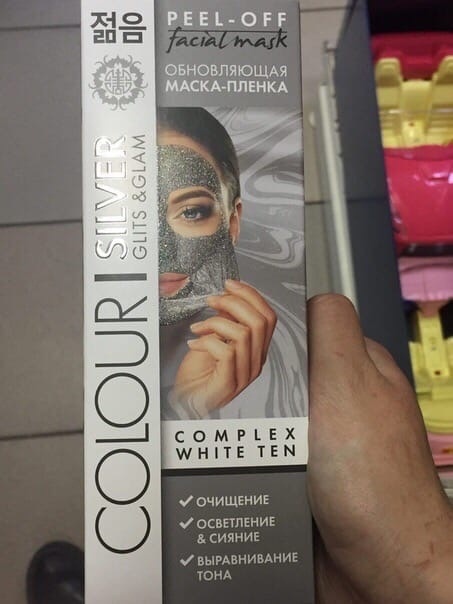 젊음
PEEL-OFF
facial mask
ОБНОВЛЯЮЩАЯ
МАСКА-ПЛЕНКА
COLOUR | SILVER
GLITS & GLAM
COMPLEX
WHITE TEN
ОЧИЩЕНИЕ
ОСВЕТЛЕНИЕ
& СИЯНИЕ
ВЫРАВНИВАНИЕ
ТОНА